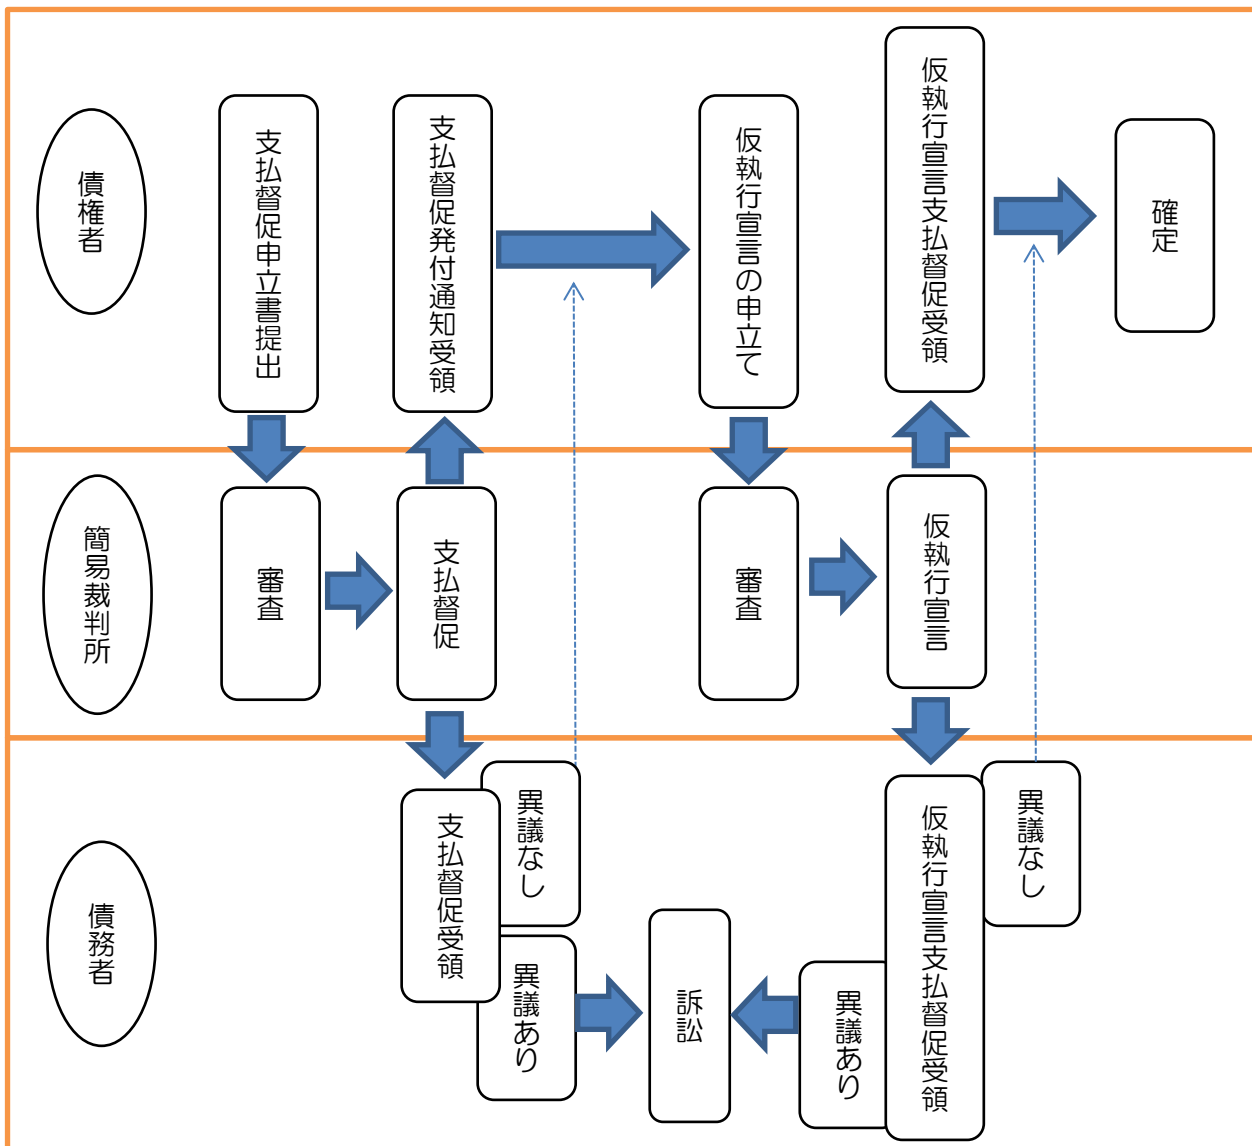 債権者
支払督促申立書提出
支払督促発付通知受領
仮執行宣言の申立て
仮執行宣言支払督促受領
確定
簡易裁判所
審査
支払督促
審査
仮執行宣言
債務者
支払督促受領
異議なし
異議あり
訴訟
異議あり
仮執行宣言支払督促受領
異議なし